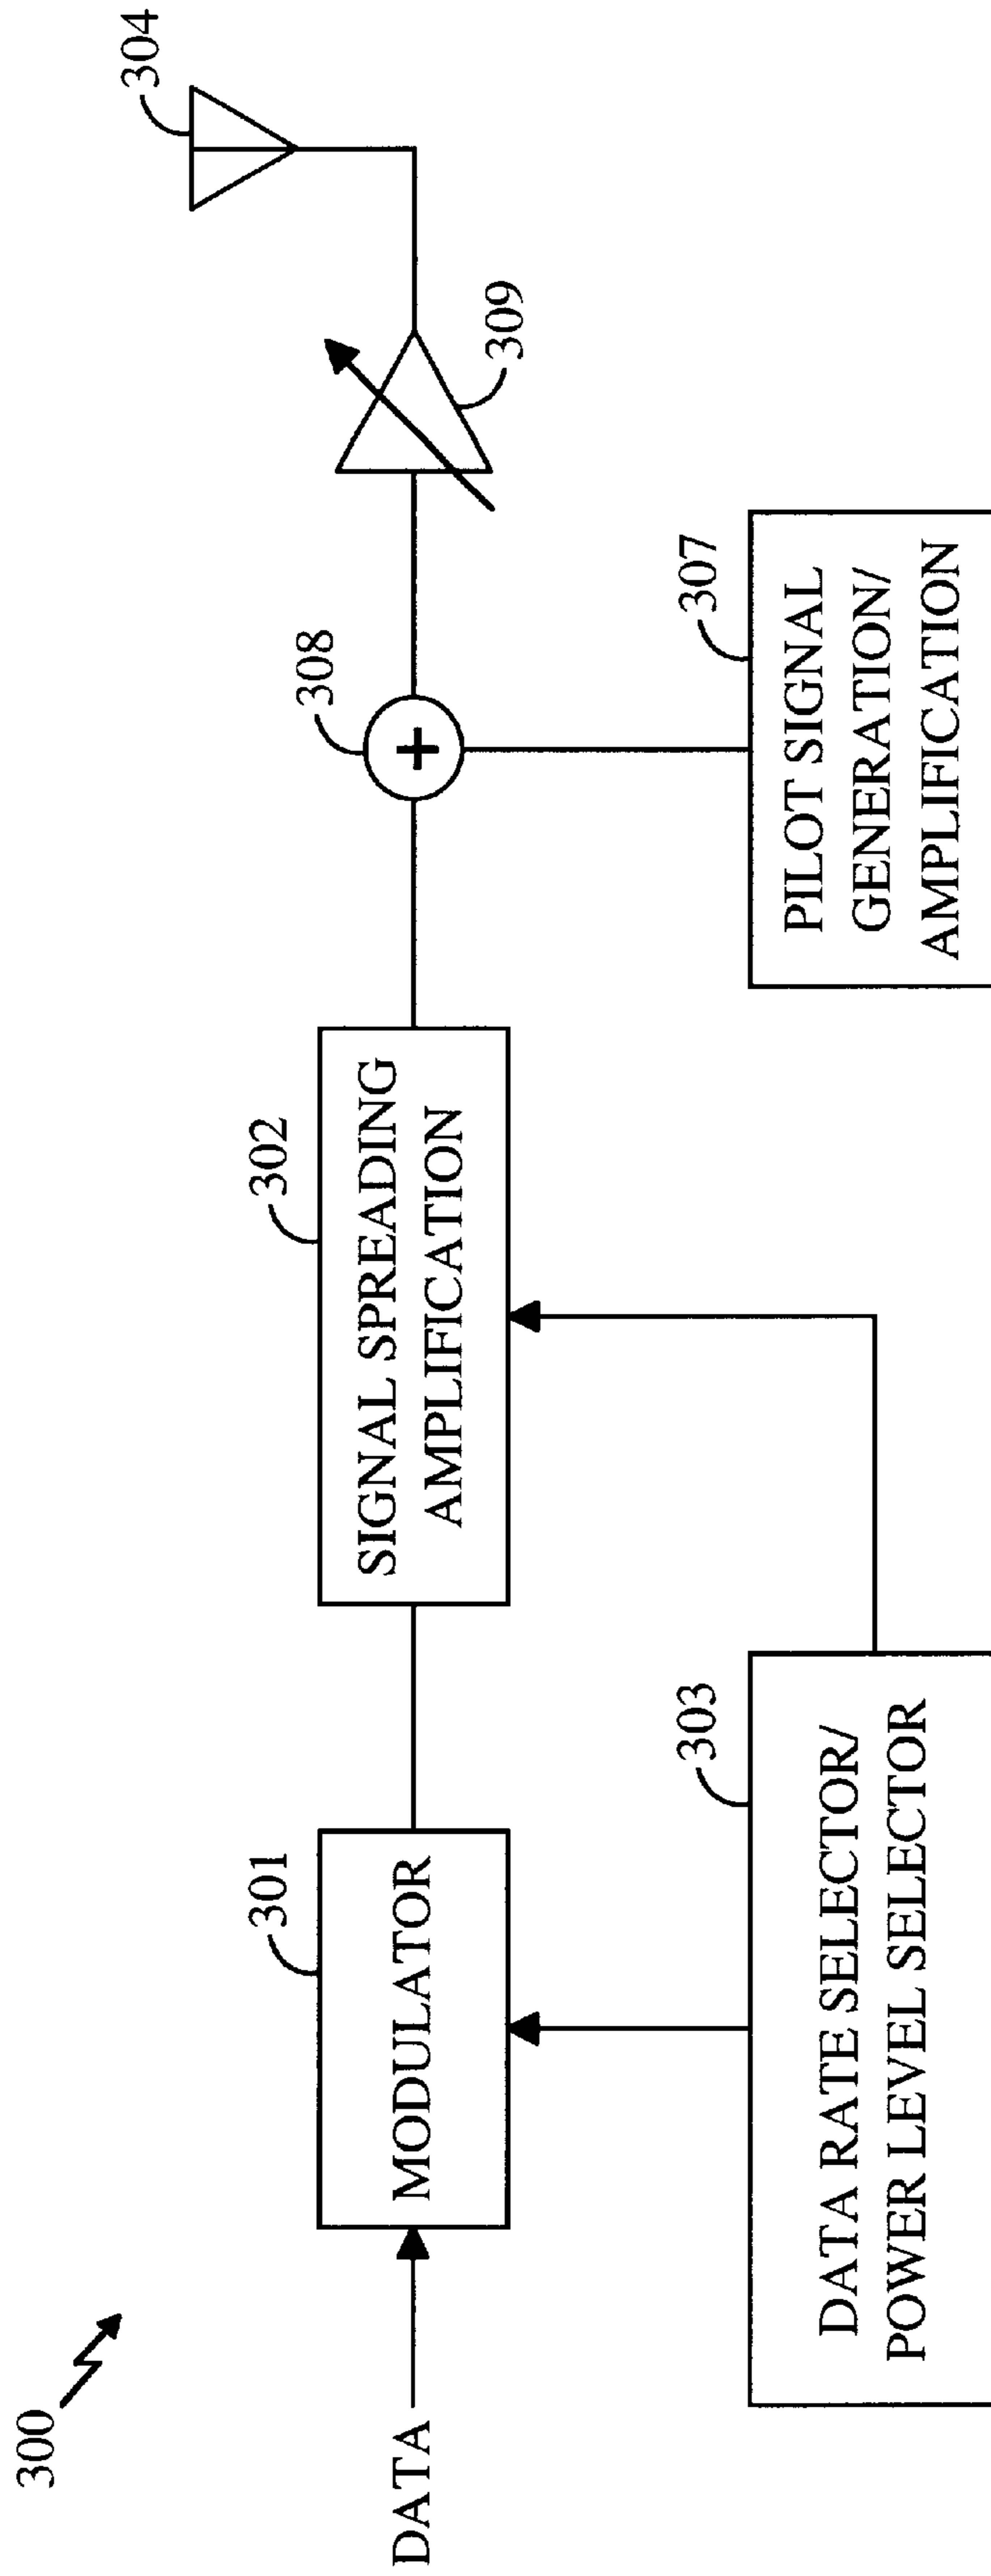 300
DATA
301
MODULATOR
302
SIGNAL SPREADING
AMPLIFICATION
308
+
309
304
303
DATA RATE SELECTOR/
POWER LEVEL SELECTOR
307
PILOT SIGNAL
GENERATION/
AMPLIFICATION